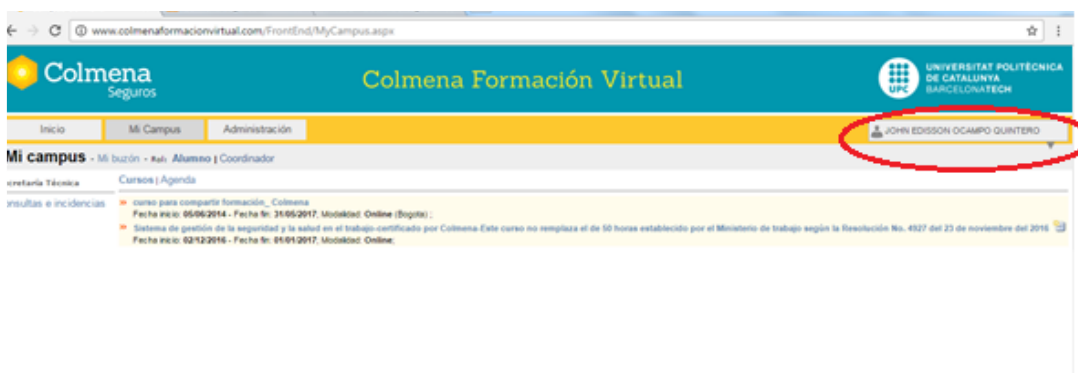 www.colmenaformacionvirtual.com/FrontEnd/MyCampus.aspx
Colmena
Seguros
Colmena Formación Virtual
UPC
UNIVERSITAT POLITÈCNICA
DE CATALUNYA
BARCELONATECH
Inicio
Mi Campus
Administración
JOHN EDISSON OCAMPO QUINTERO
Mi campus - Mi buzón - Rol: Alumno | Coordinador
ecretaría Técnica
onsultas e incidencias
Cursos | Agenda
curso para compartir formación_ Colmena
Fecha inicio: 05/06/2014 - Fecha fin: 31/05/2017; Modalidad: Online (Bogota) ;
Sistema de gestión de la seguridad y la salud en el trabajo-certificado por Colmena-Este curso no remplaza el de 50 horas establecido por el Ministerio de trabajo según la Resolución No. 4927 del 23 de noviembre del 2016
Fecha inicio: 02/12/2016 - Fecha fin: 01/01/2017; Modalidad: Online;